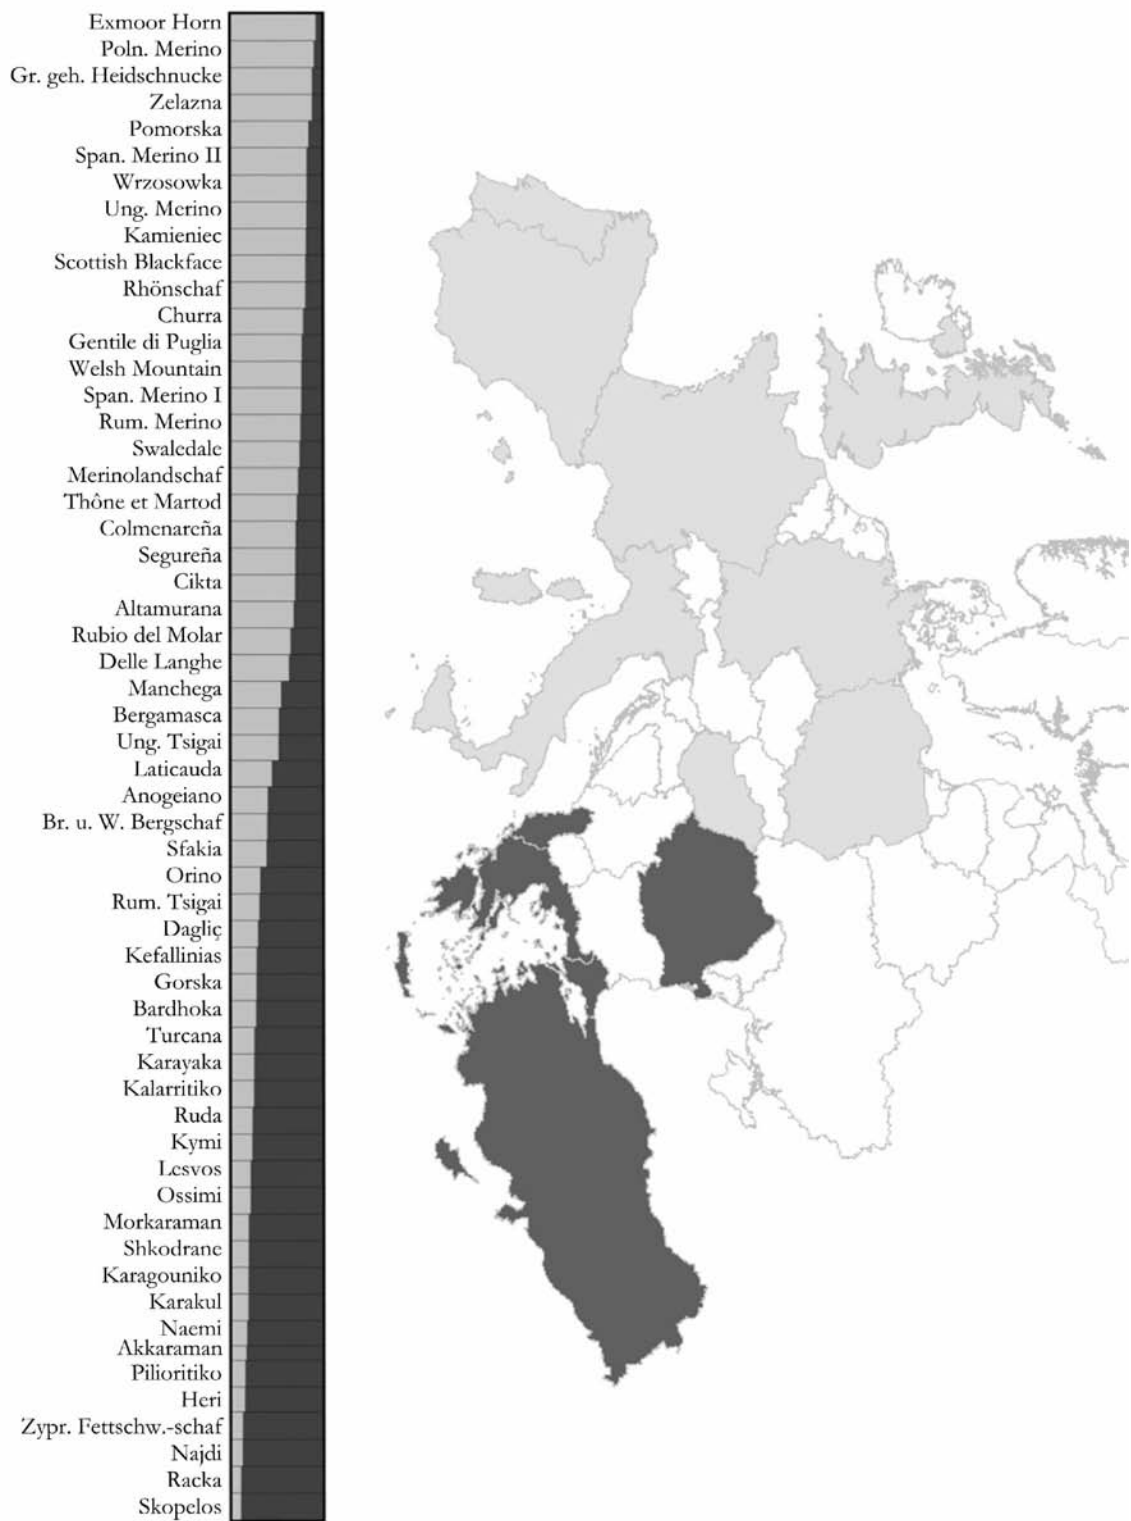 Exmoor Horn
Poln. Merino
Gr. geh. Heidschnucke
Zelazna
Pomorska
Span. Merino II
Wrzosowka
Ung. Merino
Kamieniec
Scottish Blackface
Rhönschaf
Churra
Gentile di Puglia
Welsh Mountain
Span. Merino I
Rum. Merino
Swaledale
Merinolandschaf
Thône et Martod
Colmenareña
Segureña
Cikta
Altamurana
Rubio del Molar
Delle Langhe
Manchega
Bergamasca
Ung. Tsigai
Laticauda
Anogeiano
Br. u. W. Bergschaf
Sfakia
Orino
Rum. Tsigai
Dagliç
Kefallinias
Gorska
Bardhoka
Turcana
Karayaka
Kalarritiko
Ruda
Kymi
Lesvos
Ossimi
Morkaraman
Shkodrane
Karagouniko
Karakul
Naemi
Akkaraman
Pilioritiko
Heri
Zypr. Fettschw.-schaf
Najdi
Racka
Skopelos